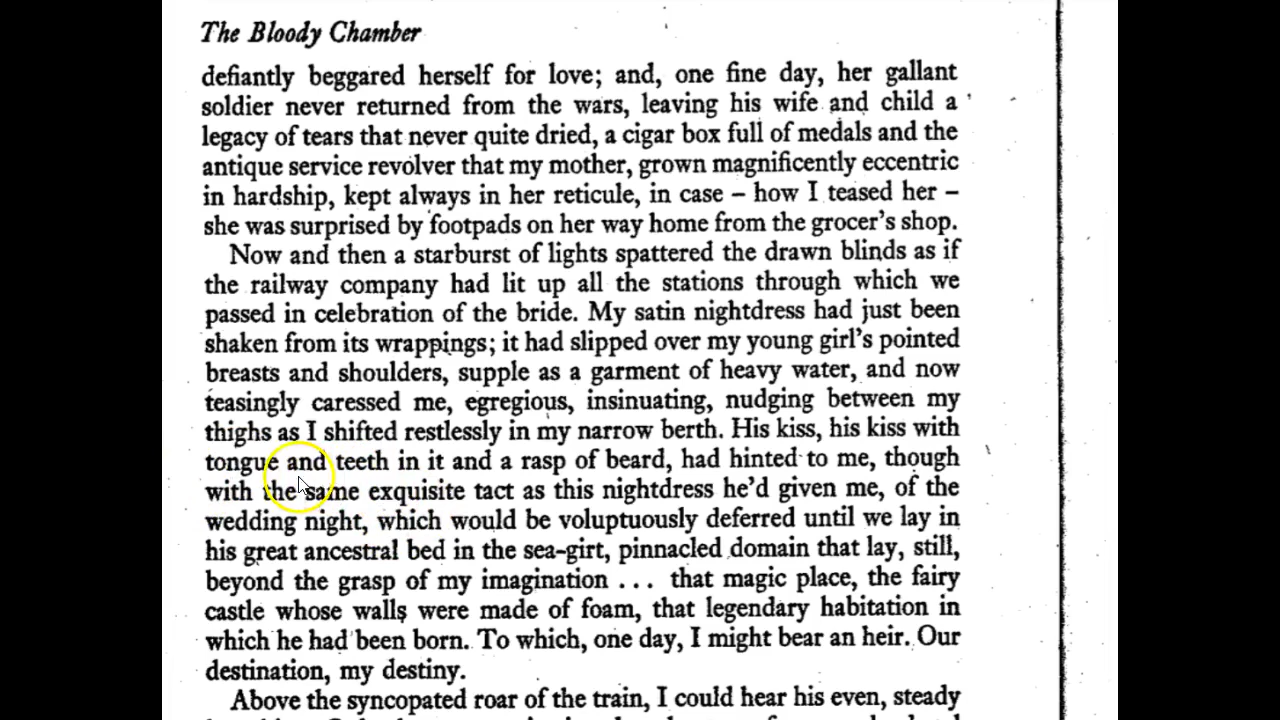 The Bloody Chamber
defiantly beggared herself for love; and, one fine day, her gallant
soldier never returned from the wars, leaving his wife and child a
legacy of tears that never quite dried, a cigar box full of medals and the
antique service revolver that my mother, grown magnificently eccentric
in hardship, kept always in her reticule, in case – how I teased her –
she was surprised by footpads on her way home from the grocer's shop.
Now and then a starburst of lights spattered the drawn blinds as if
the railway company had lit up all the stations through which we
passed in celebration of the bride. My satin nightdress had just been
shaken from its wrappings; it had slipped over my young girl's pointed
breasts and shoulders, supple as a garment of heavy water, and now
teasingly caressed me, egregious, insinuating, nudging between my
thighs as I shifted restlessly in my narrow berth. His kiss, his kiss with
tongue and teeth in it and a rasp of beard, had hinted to me, though
with the same exquisite tact as this nightdress he'd given me, of the
wedding night, which would be voluptuously deferred until we lay in
his great ancestral bed in the sea-girt, pinnacled domain that lay, still,
beyond the grasp of my imagination ... that magic place, the fairy
castle whose walls were made of foam, that legendary habitation in
which he had been born. To which, one day, I might bear an heir. Our
destination, my destiny.
Above the syncopated roar of the train, I could hear his even, steady